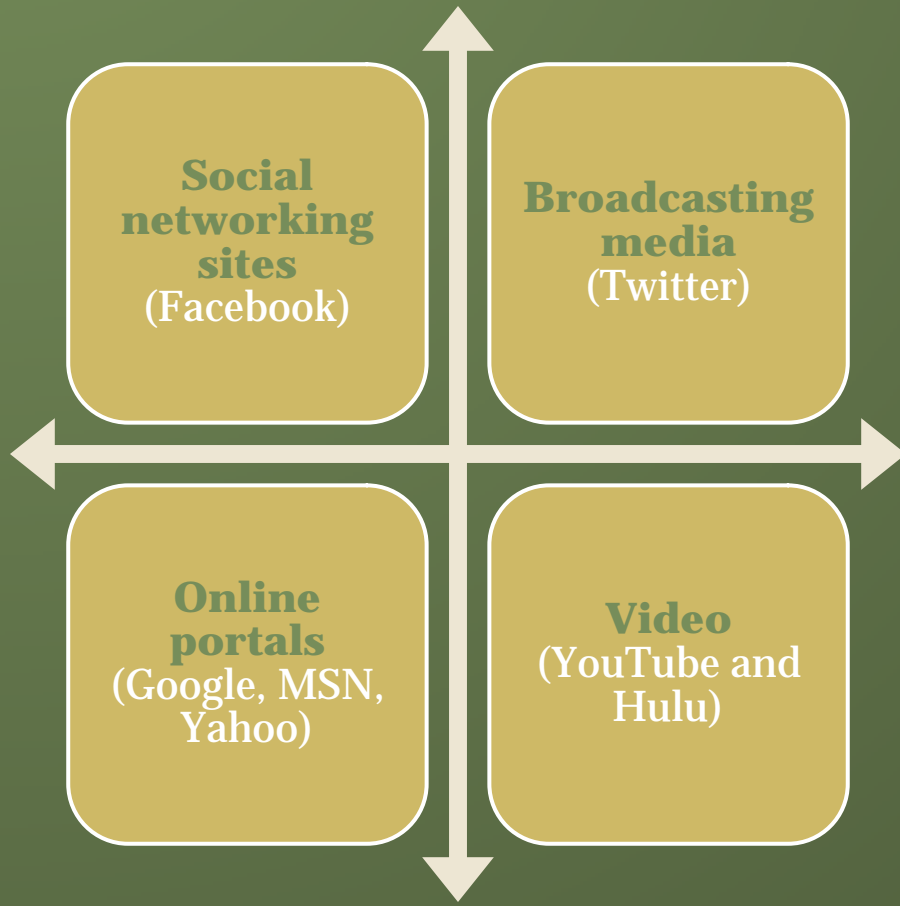 Social
networking
sites
(Facebook)
Broadcasting
media
(Twitter)
Online
portals
(Google, MSN,
Yahoo)
Video
(YouTube and
Hulu)